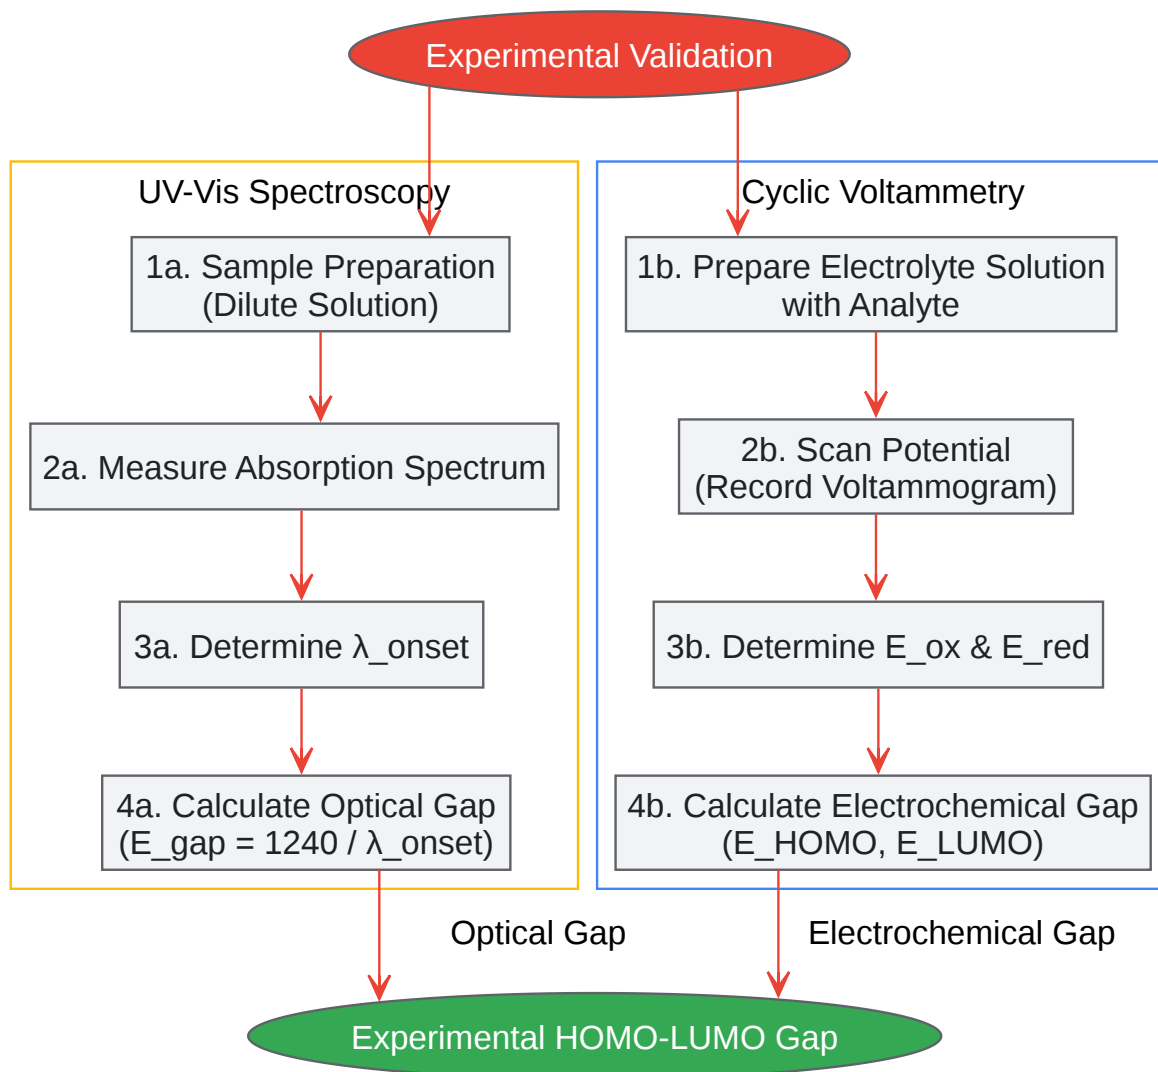 Experimental Validation
UV-Vis Spectroscopy
1a. Sample Preparation
(Dilute Solution)
2a. Measure Absorption Spectrum
3a. Determine λ_onset
4a. Calculate Optical Gap
(E_gap = 1240 / λ_onset)
Optical Gap
Cyclic Voltammetry
1b. Prepare Electrolyte Solution
with Analyte
2b. Scan Potential
(Record Voltammogram)
3b. Determine E_ox & E_red
4b. Calculate Electrochemical Gap
(E_HOMO, E_LUMO)
Electrochemical Gap
Experimental HOMO-LUMO Gap